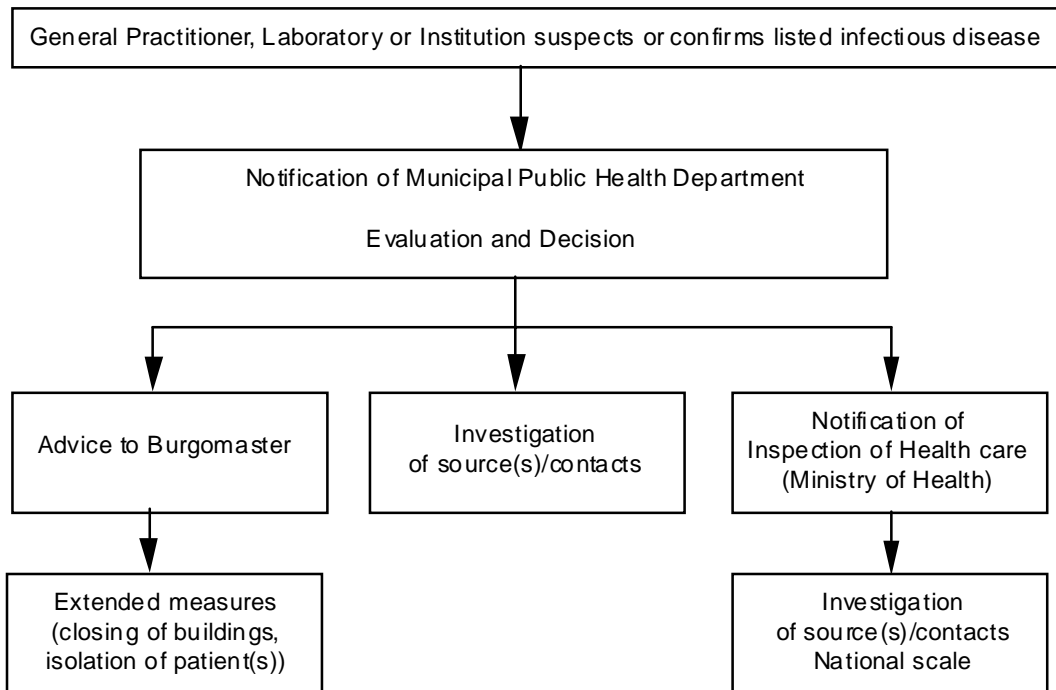 General Practitioner, Laboratory or Institution suspects or confirms listed infectious disease
Notification of Municipal Public Health Department
Evaluation and Decision
Advice to Burgomaster
Investigation
of source(s)/contacts
Notification of
Inspection of Health care
(Ministry of Health)
Extended measures
(closing of buildings,
isolation of patient(s))
Investigation
of source(s)/contacts
National scale